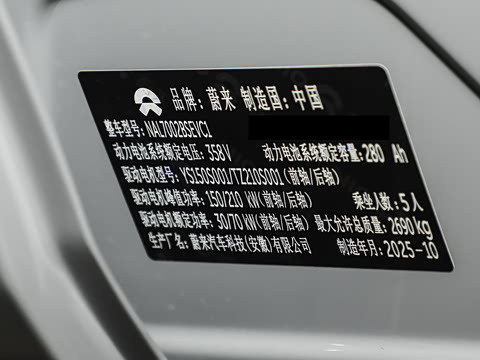 品牌：蔚来 制造国：中国
整车型号：NAL7002BSEVC1
动力电池系统额定电压：358V 动力电池系统额定容量：280 Ah
驱动电机型号：YS150S001/TZ210S001（前轴/后轴）
驱动电机峰值功率：150/210 kW（前轴/后轴） 乘坐人数：5人
驱动电机额定功率：30/70 kW（前轴/后轴） 最大允许总质量：2690kg
生产厂名：蔚来汽车科技（安徽）有限公司 制造年月：2025-10